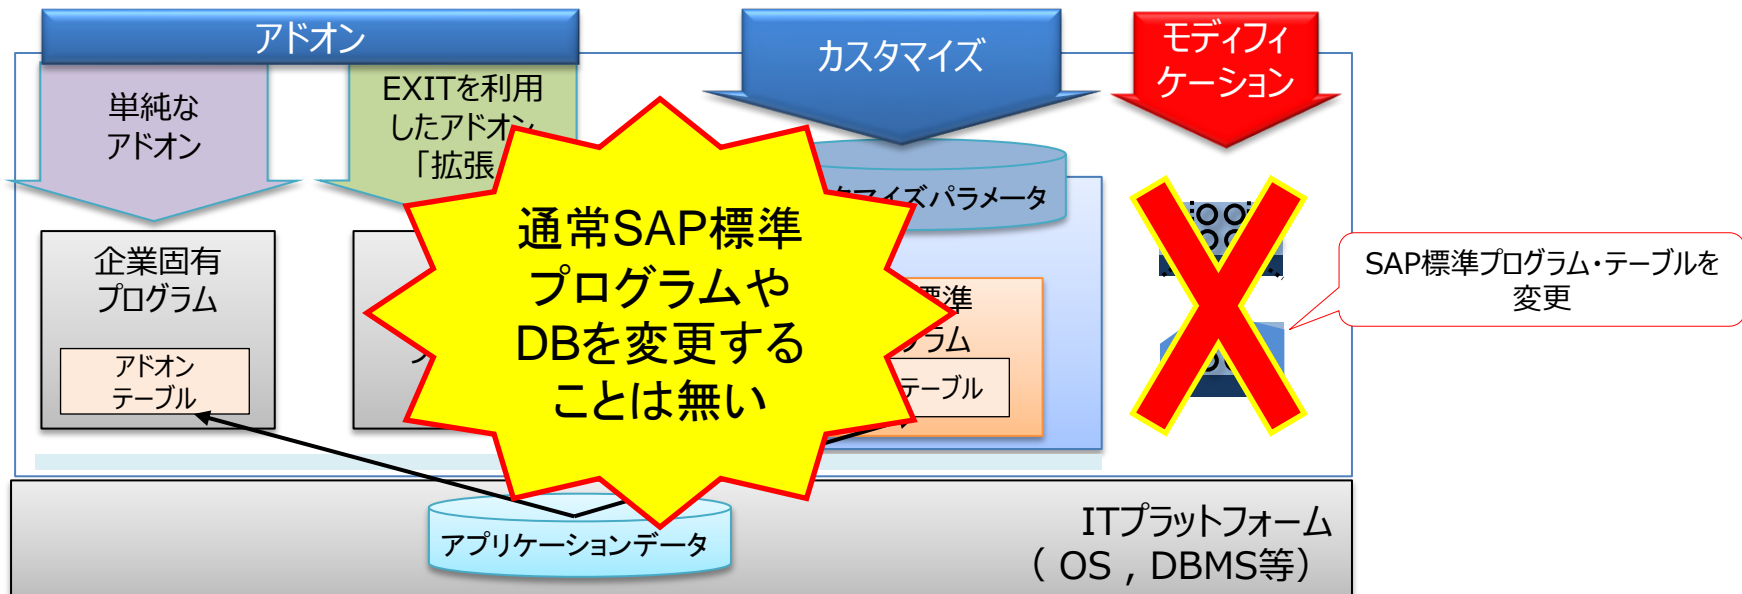 アドオン
カスタマイズ
モディフィ
ケーション
単純な
アドオン
EXITを利用
したアドオン
「拡張
マイズパラメータ
通常SAP標準
プログラムや
DBを変更する
ことは無い
企業固有
プログラム
アドオン
テーブル
標準
グラム
テーブル
SAP標準プログラム・テーブルを
変更
アプリケーションデータ
ITプラットフォーム
（ OS , DBMS等）